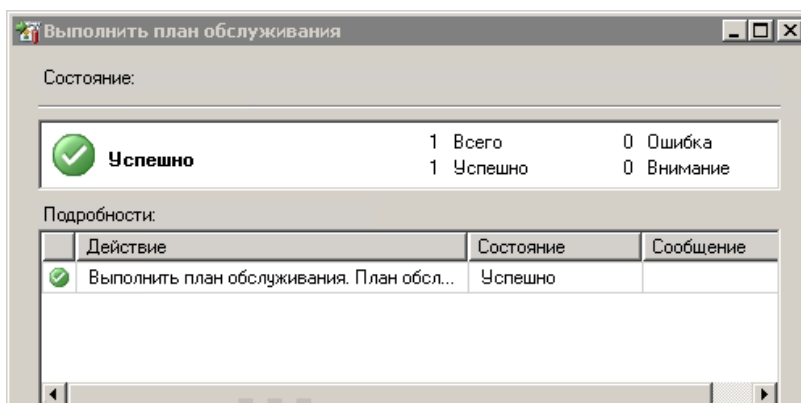 Выполнить план обслуживания
Состояние:
Успешно
1 Всего 0 Ошибка
1 Успешно 0 Внимание
Подробности:
Действие Состояние Сообщение
Выполнить план обслуживания. План обсл... Успешно